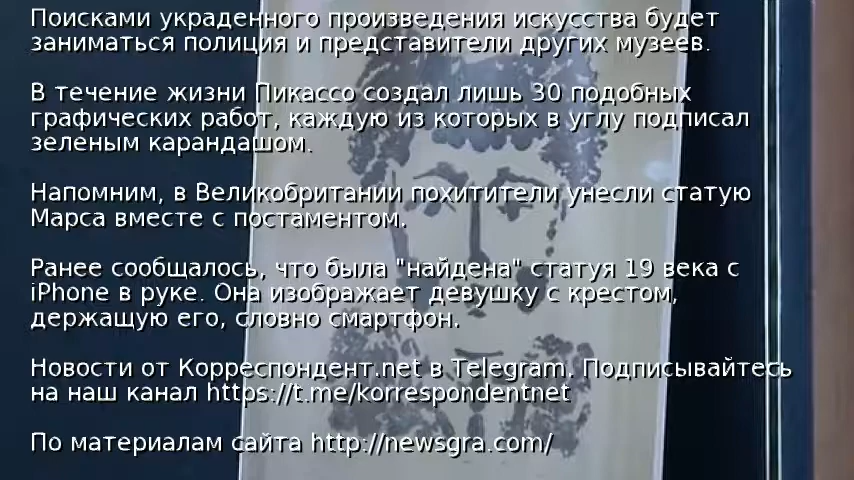 Поисками украденного произведения искусства будет
заниматься полиция и представители других музеев.
В течение жизни Пикассо создал лишь 30 подобных
графических работ, каждую из которых в углу подписал
зеленым карандашом.
Напомним, в Великобритании похитители унесли статую
Марса вместе с постаментом.
Ранее сообщалось, что была "найдена" статуя 19 века с
iPhone в руке. Она изображает девушку с крестом,
держащую его, словно смартфон.
Новости от Корреспондент.net в Telegram. Подписывайтесь
на наш канал https://t.me/korrespondentnet
По материалам сайта http://newsgra.com/